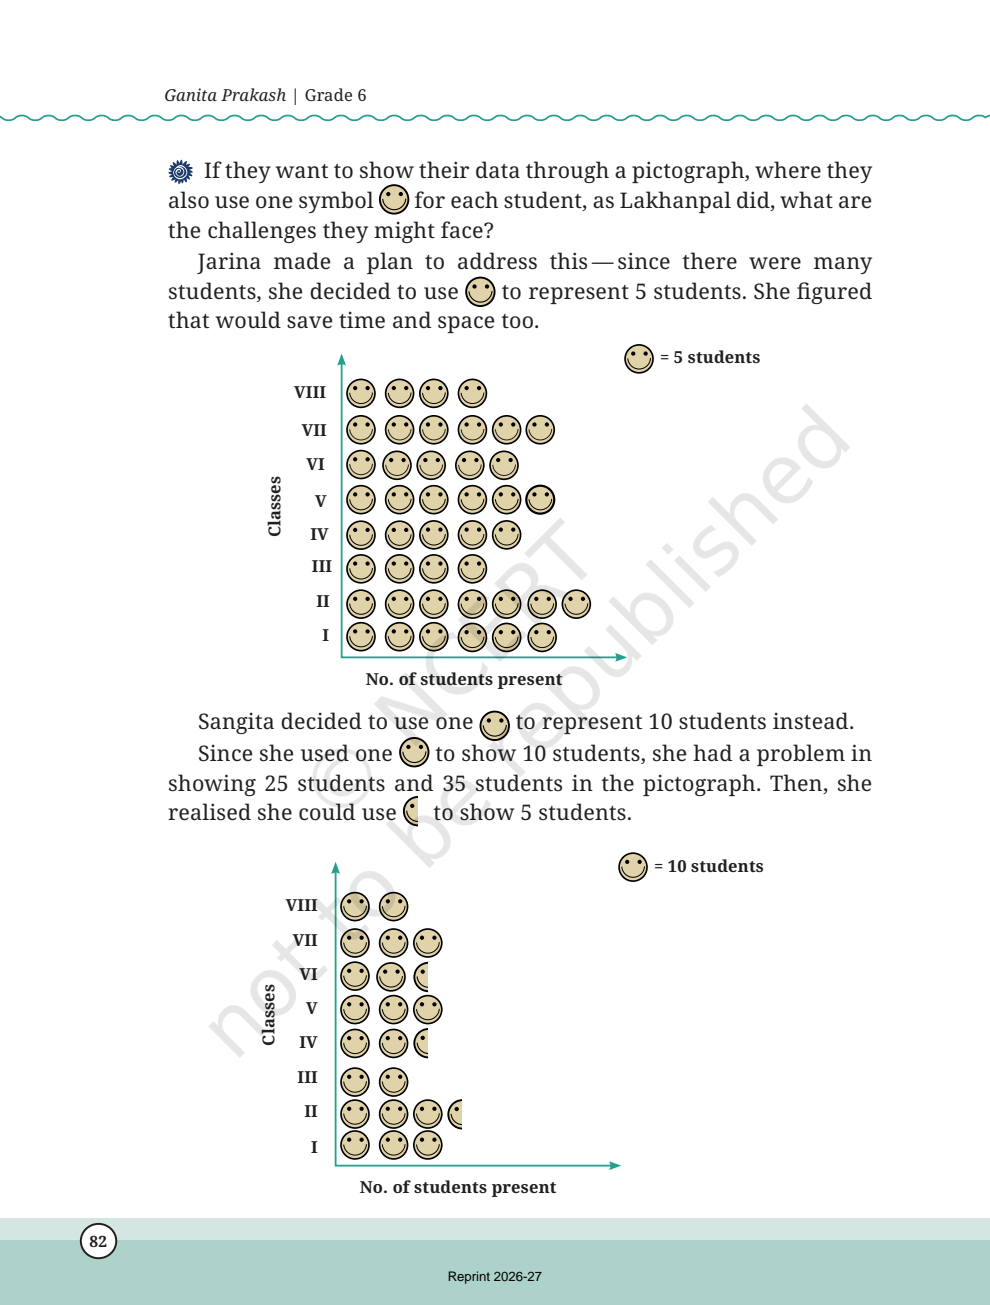 Ganita Prakash | Grade 6
If they want to show their data through a pictograph, where they
also use one symbol for each student, as Lakhanpal did, what are
the challenges they might face?
Jarina made a plan to address this—since there were many
students, she decided to use to represent 5 students. She figured
that would save time and space too.
= 5 students
VIII
VII
VI
V
IV
III
II
I
Classes
No. of students present
Sangita decided to use one to represent 10 students instead.
Since she used one to show 10 students, she had a problem in
showing 25 students and 35 students in the pictograph. Then, she
realised she could use to show 5 students.
= 10 students
VIII
VII
VI
V
IV
III
II
I
Classes
No. of students present
© NCERT
not to be republished
82
Reprint 2026-27